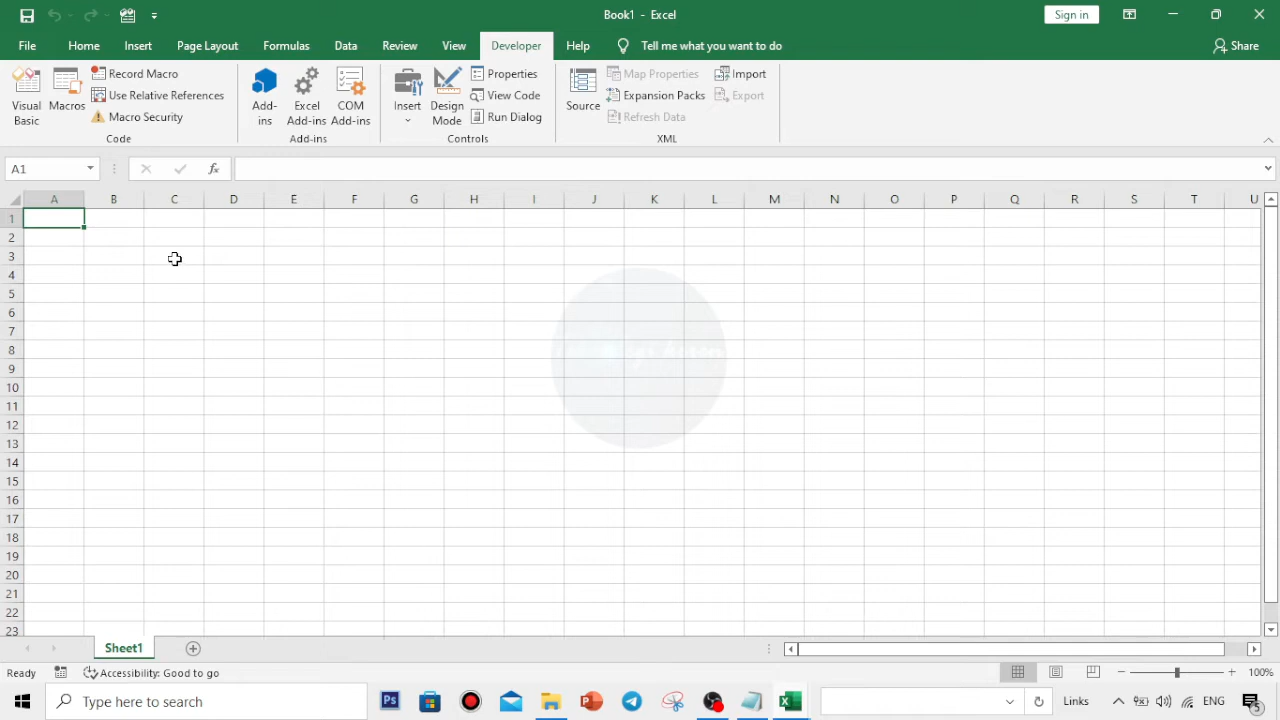 Book1 - Excel
Sign in
File Home Insert Page Layout Formulas Data Review View Developer Help Tell me what you want to do Share
Visual Basic
Macros
Record Macro
Use Relative References
Macro Security
Code
Add-ins
Excel Add-ins
COM Add-ins
Add-ins
Insert
Design Mode
Properties
View Code
Run Dialog
Controls
Source
Map Properties
Expansion Packs
Refresh Data
Import
Export
XML
A1
fx
A B C D E F G H I J K L M N O P Q R S T U
1
2
3
4
5
6
7
8
9
10
11
12
13
14
15
16
17
18
19
20
21
22
23
Sheet1
Ready Accessibility: Good to go 100%
Type here to search Ps Links ENG